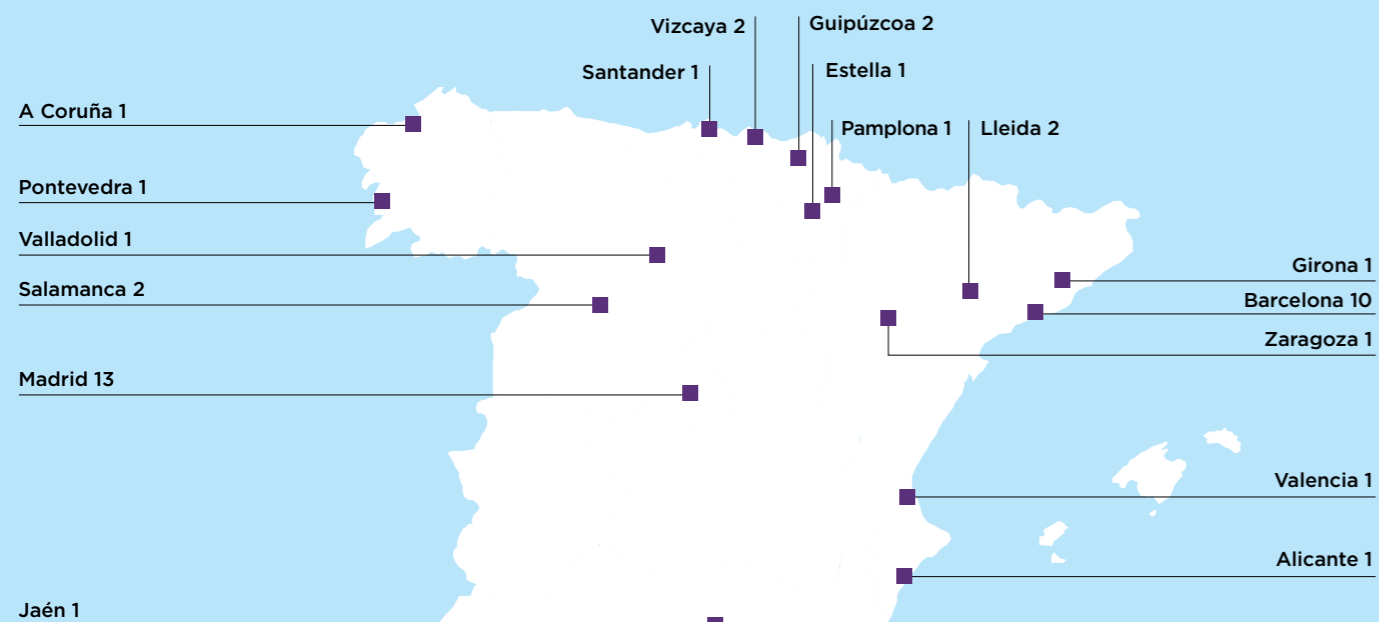 Vizcaya 2
Guipúzcoa 2
Santander 1
Estella 1
A Coruña 1
Pamplona 1
Lleida 2
Pontevedra 1
Valladolid 1
Girona 1
Salamanca 2
Barcelona 10
Zaragoza 1
Madrid 13
Valencia 1
Alicante 1
Jaén 1